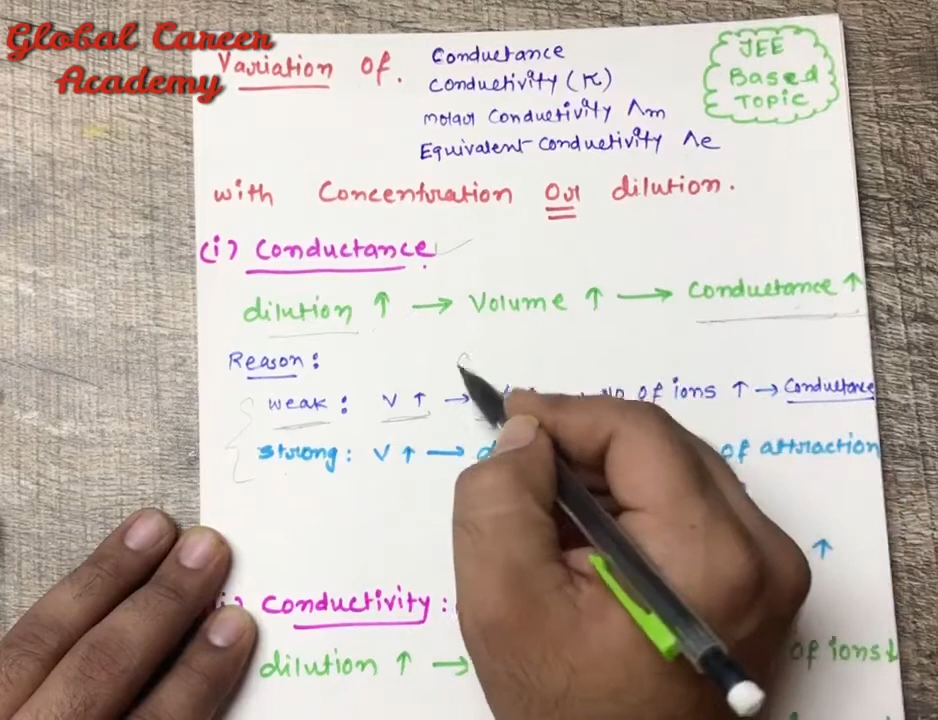 Global Career
Academy
Variation of.
Conductance
Conductivity (κ)
molar Conductivity Λm
Equivalent conductivity Λe
JEE
Based
Topic
with Concentration Or dilution.
(i) Conductance
dilution ↑ → Volume ↑ → Conductance ↑
Reason:
weak: V ↑ → No of ions ↑ → Conductance
strong: V ↑ → of attraction
↑
Conductivity:
dilution ↑ → of ions ↓